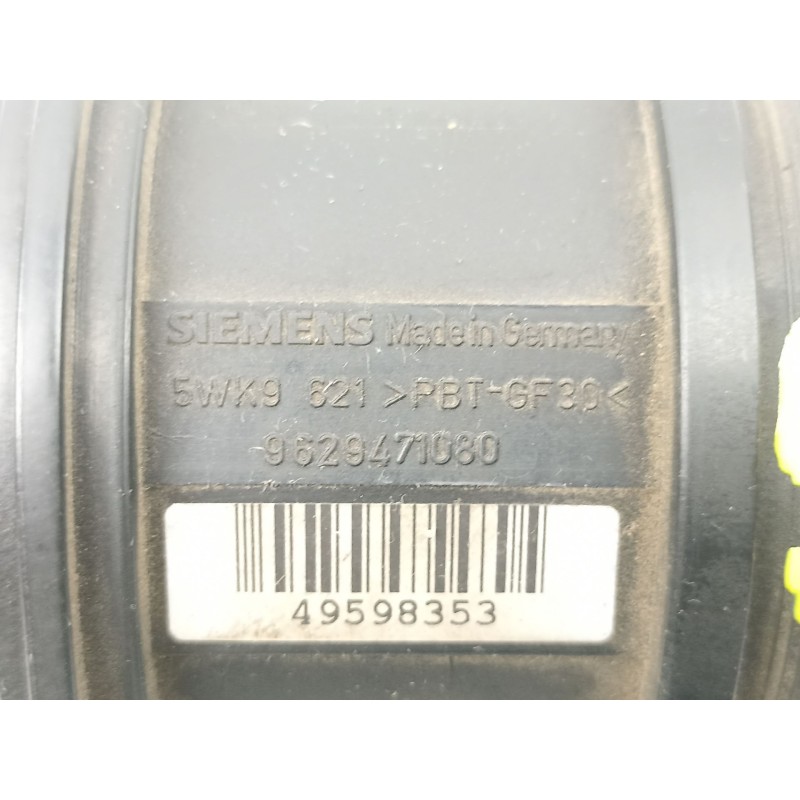 SIEMENS Made in Germany
5WK9 621 >PBT-GF30<
9629471080
49598353